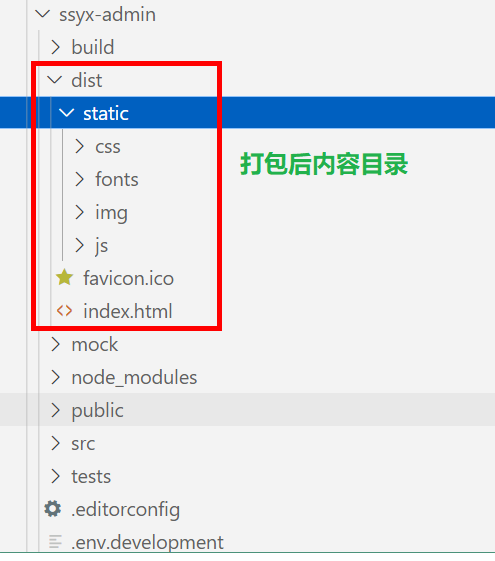 ssyx-admin
build
dist
static
css
fonts
img
js
打包后内容目录
favicon.ico
index.html
mock
node_modules
public
src
tests
.editorconfig
.env.development